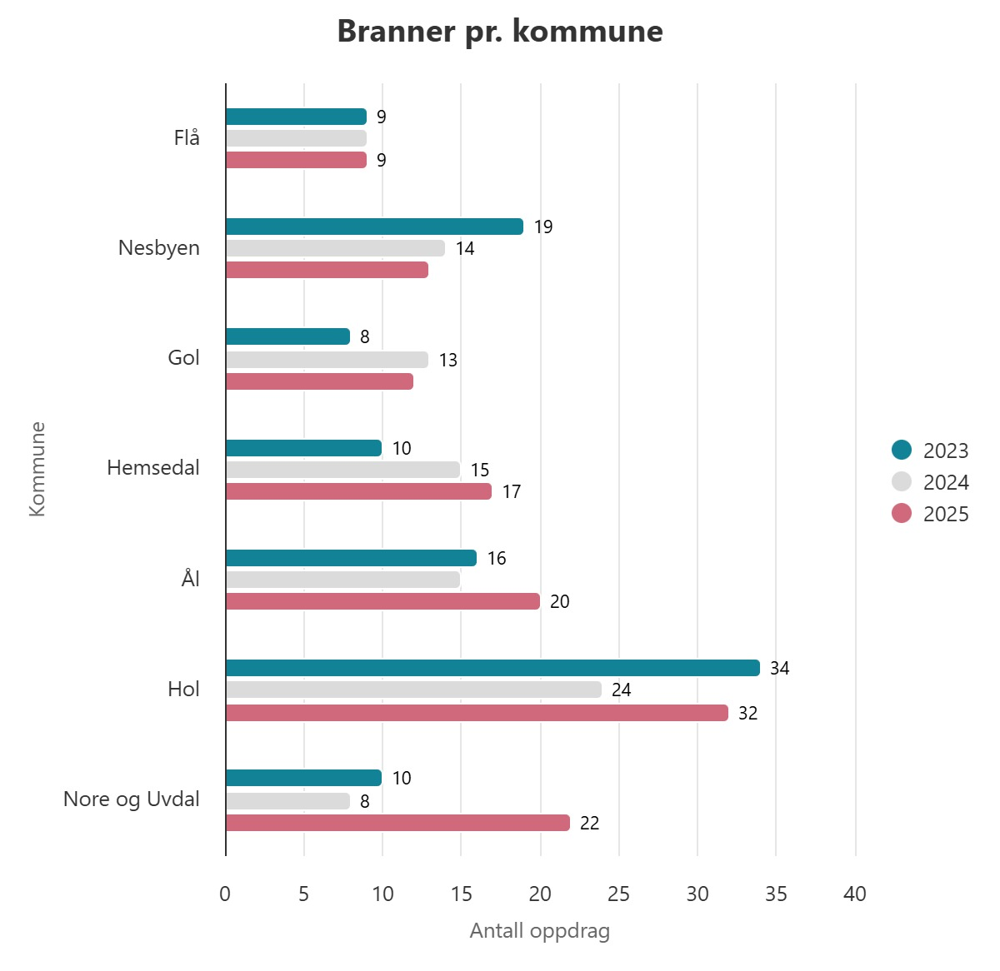 Branner pr. kommune
Kommune
Flå
9
9
Nesbyen
19
14
Gol
8
13
Hemsedal
10
15
17
Ål
16
20
Hol
34
24
32
Nore og Uvdal
10
8
22
0 5 10 15 20 25 30 35 40
Antall oppdrag
2023
2024
2025